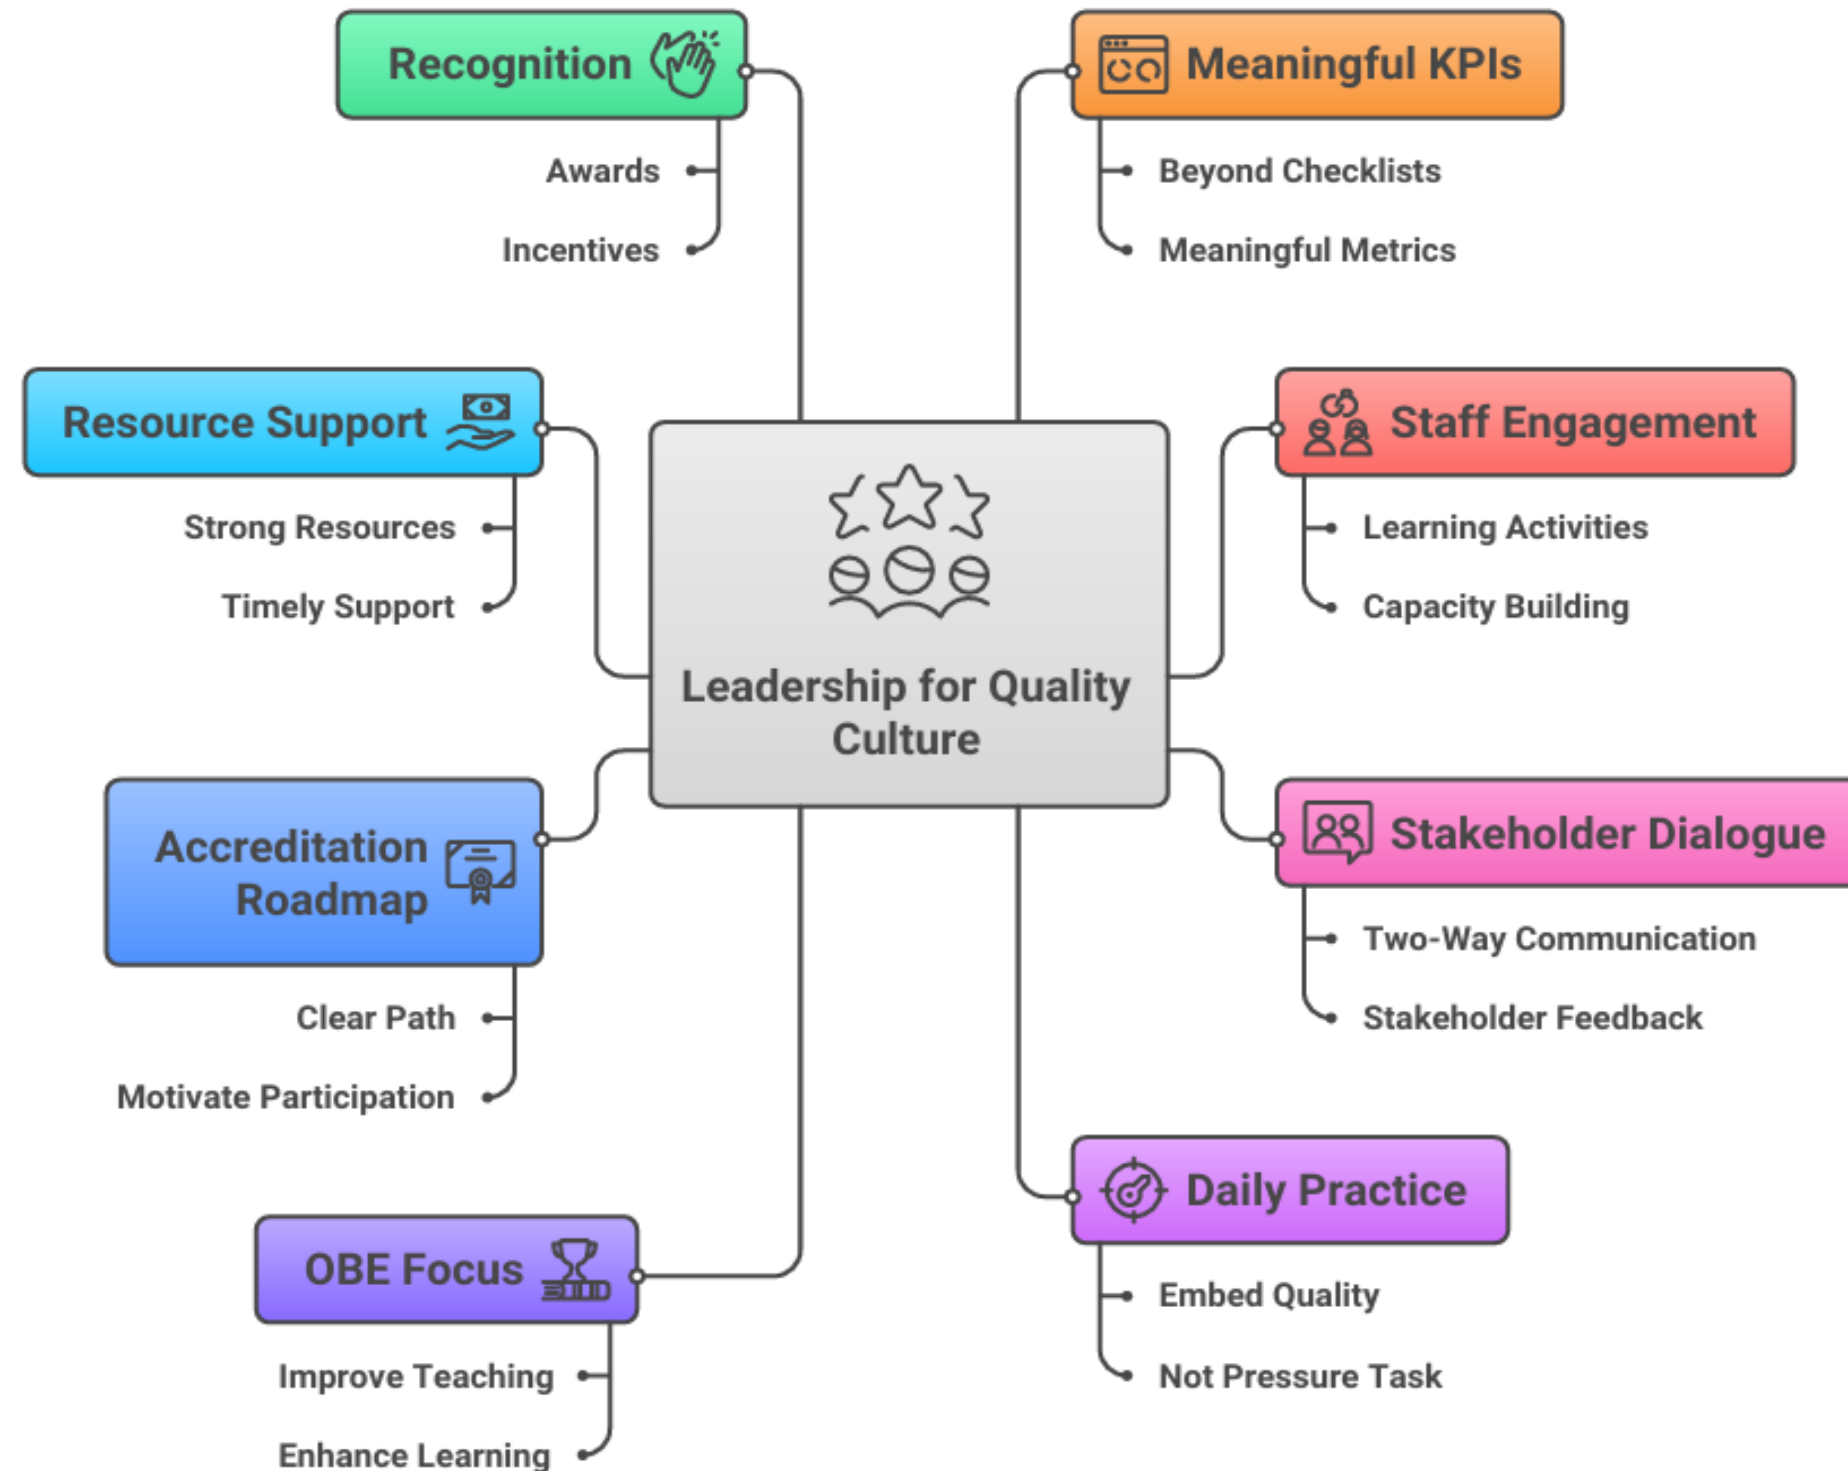 Recognition
Awards
Incentives
Meaningful KPIs
Beyond Checklists
Meaningful Metrics
Resource Support
Strong Resources
Timely Support
Staff Engagement
Learning Activities
Capacity Building
Leadership for Quality
Culture
Accreditation
Roadmap
Clear Path
Motivate Participation
Stakeholder Dialogue
Two-Way Communication
Stakeholder Feedback
OBE Focus
Improve Teaching
Enhance Learning
Daily Practice
Embed Quality
Not Pressure Task